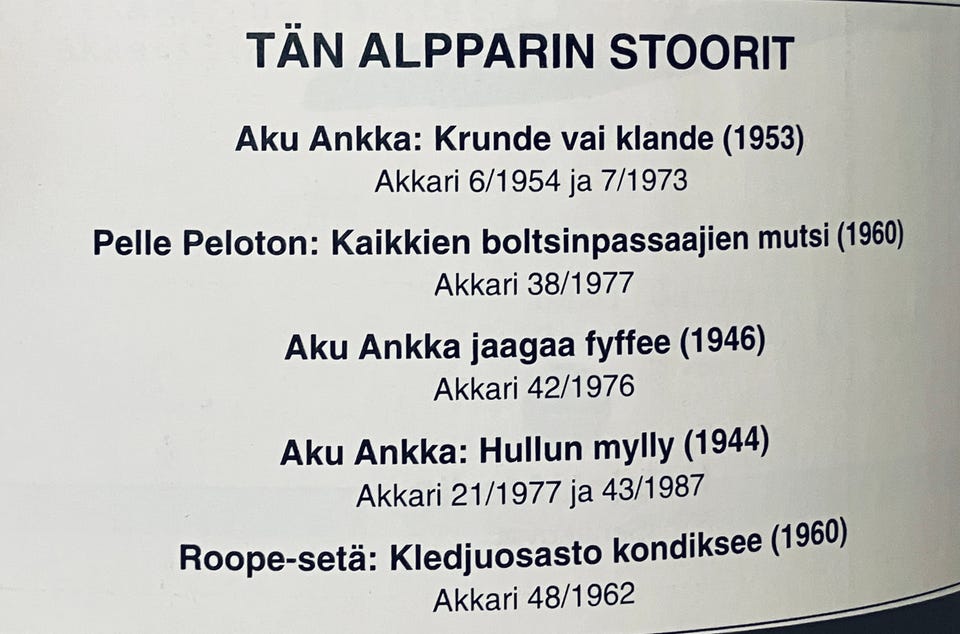 TÄN ALPPARIN STOORIT
Aku Ankka: Krunde vai klande (1953)
Akkari 6/1954 ja 7/1973
Pelle Peloton: Kaikkien boltsinpassaajien mutsi (1960)
Akkari 38/1977
Aku Ankka jaagaa fyffee (1946)
Akkari 42/1976
Aku Ankka: Hullun mylly (1944)
Akkari 21/1977 ja 43/1987
Roope-setä: Kledjuosasto kondiksee (1960)
Akkari 48/1962